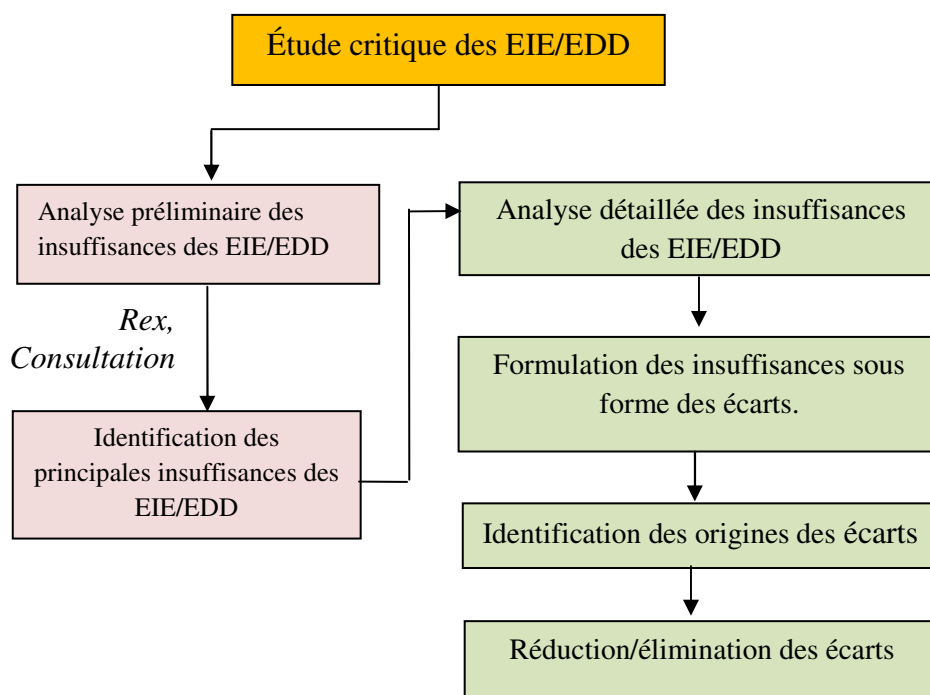 Étude critique des EIE/EDD
Analyse préliminaire des
insuffisances des EIE/EDD
Rex,
Consultation
Identification des
principales insuffisances des
EIE/EDD
Analyse détaillée des insuffisances
des EIE/EDD
Formulation des insuffisances sous
forme des écarts.
Identification des origines des écarts
Réduction/élimination des écarts